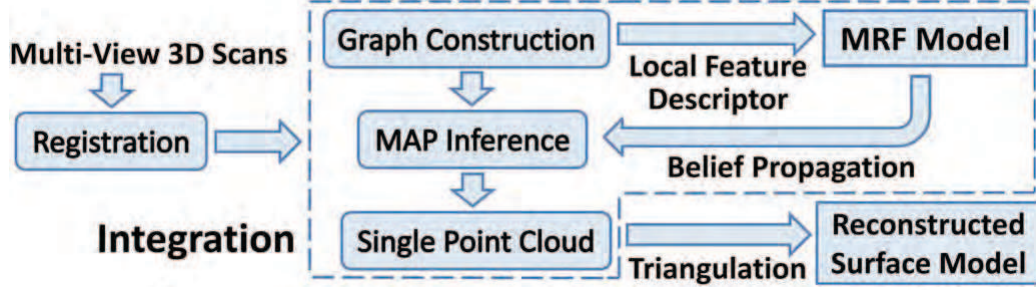 Multi-View 3D Scans
Registration
Integration
Graph Construction
Local Feature
Descriptor
MRF Model
MAP Inference
Belief Propagation
Single Point Cloud
Triangulation
Reconstructed
Surface Model